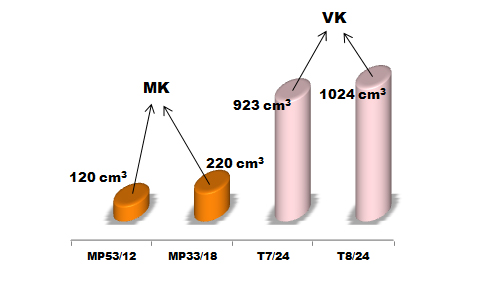 VK
MK
1024 cm³
923 cm³
220 cm³
120 cm³
MP53/12 MP33/18 T7/24 T8/24